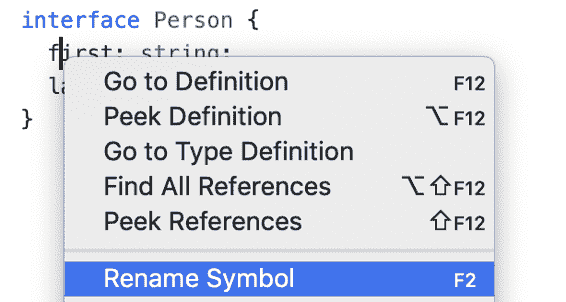 interface Person {
first: string;
la
}
Go to Definition F12
Peek Definition ⌥F12
Go to Type Definition
Find All References ⌥⇧F12
Peek References ⇧F12
Rename Symbol F2